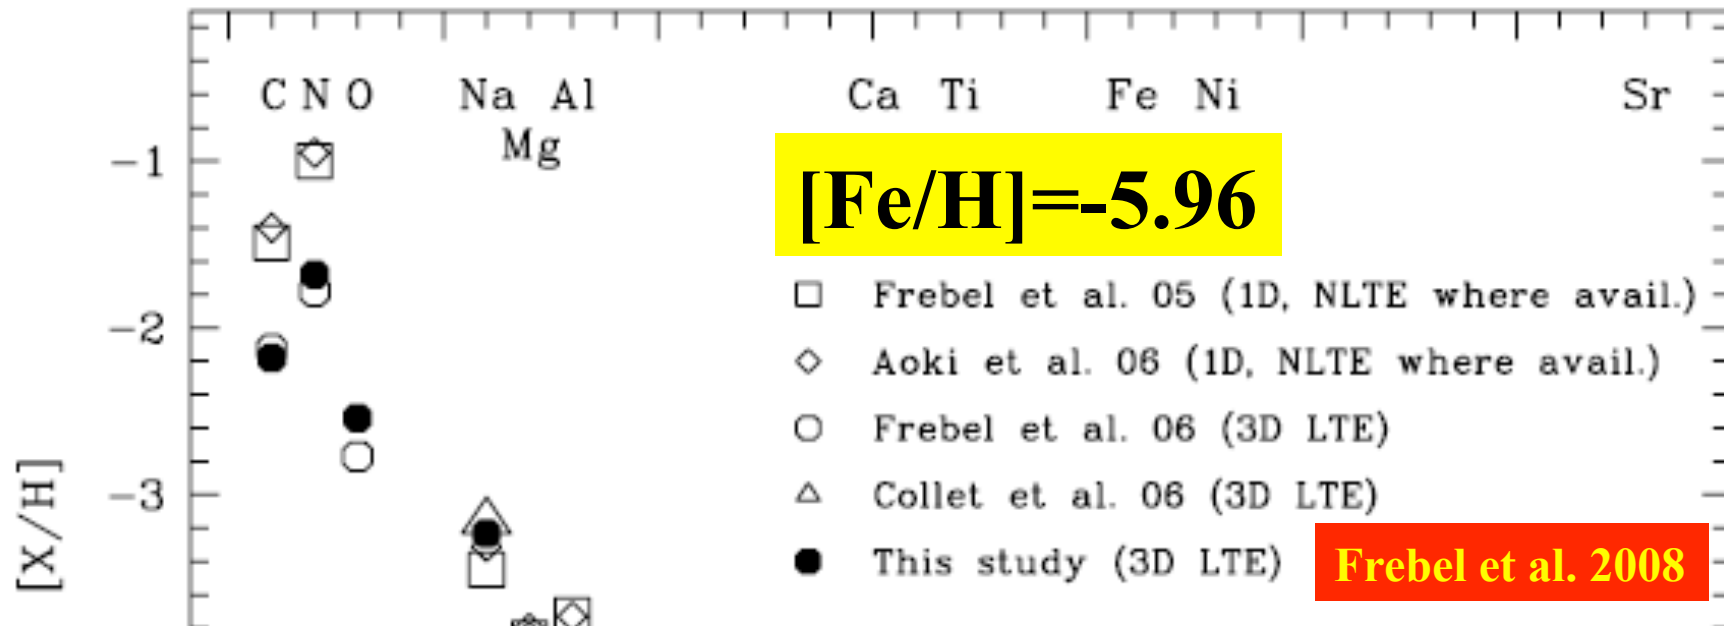 C N O Na Al Ca Ti Fe Ni Sr
Mg
-1
[Fe/H]=-5.96
Frebel et al. 05 (1D, NLTE where avail.)
-2
Aoki et al. 06 (1D, NLTE where avail.)
Frebel et al. 06 (3D LTE)
-3
Collet et al. 06 (3D LTE)
[X/H]
This study (3D LTE)
Frebel et al. 2008